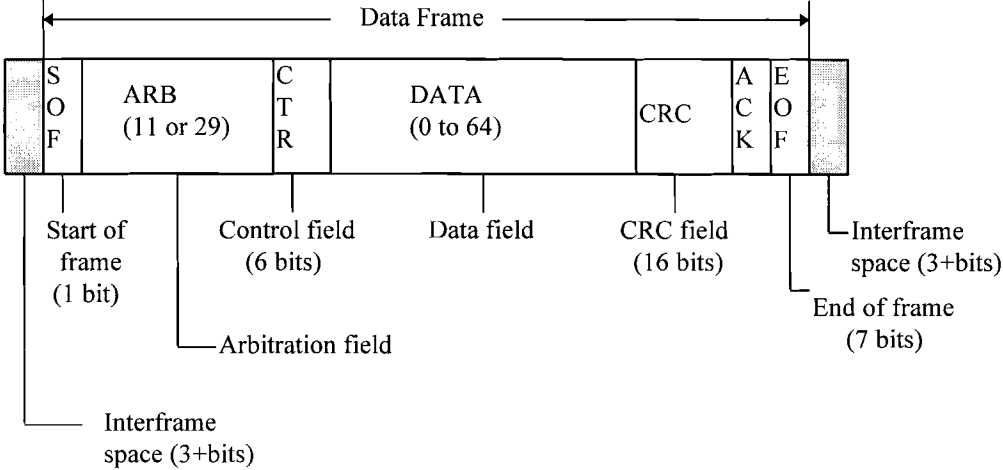 Data Frame
S
O
F
ARB
(11 or 29)
C
T
R
DATA
(0 to 64)
CRC
A
C
K
E
O
F
Start of
frame
(1 bit)
Control field
(6 bits)
Data field
CRC field
(16 bits)
Interframe
space (3+bits)
End of frame
(7 bits)
Arbitration field
Interframe
space (3+bits)